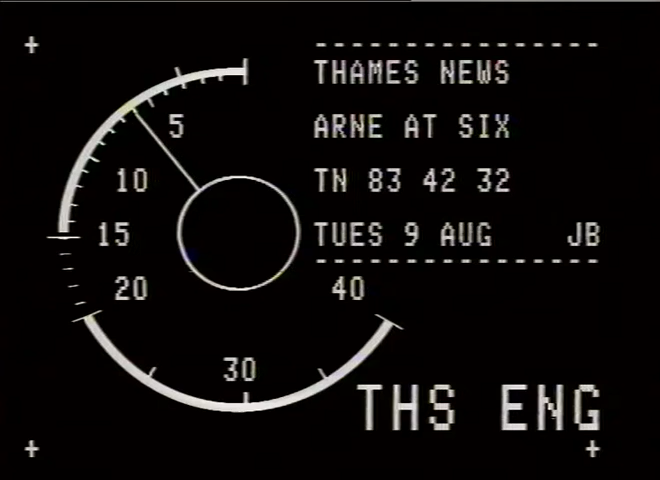 THAMES NEWS
ARNE AT SIX
TN 83 42 32
TUES 9 AUG JB
5
10
15
20
30
40
THS ENG